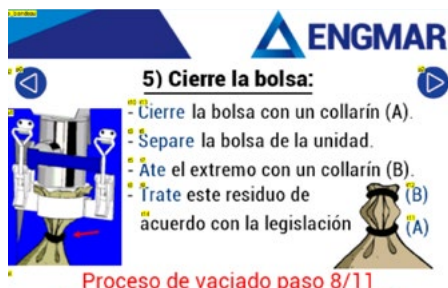 ENGMAR
5) Cierre la bolsa:
- Cierre la bolsa con un collarín (A).
- Separe la bolsa de la unidad.
- Ate el extremo con un collarín (B).
- Trate este residuo de
acuerdo con la legislación
(B)
(A)
Proceso de vaciado paso 8/11